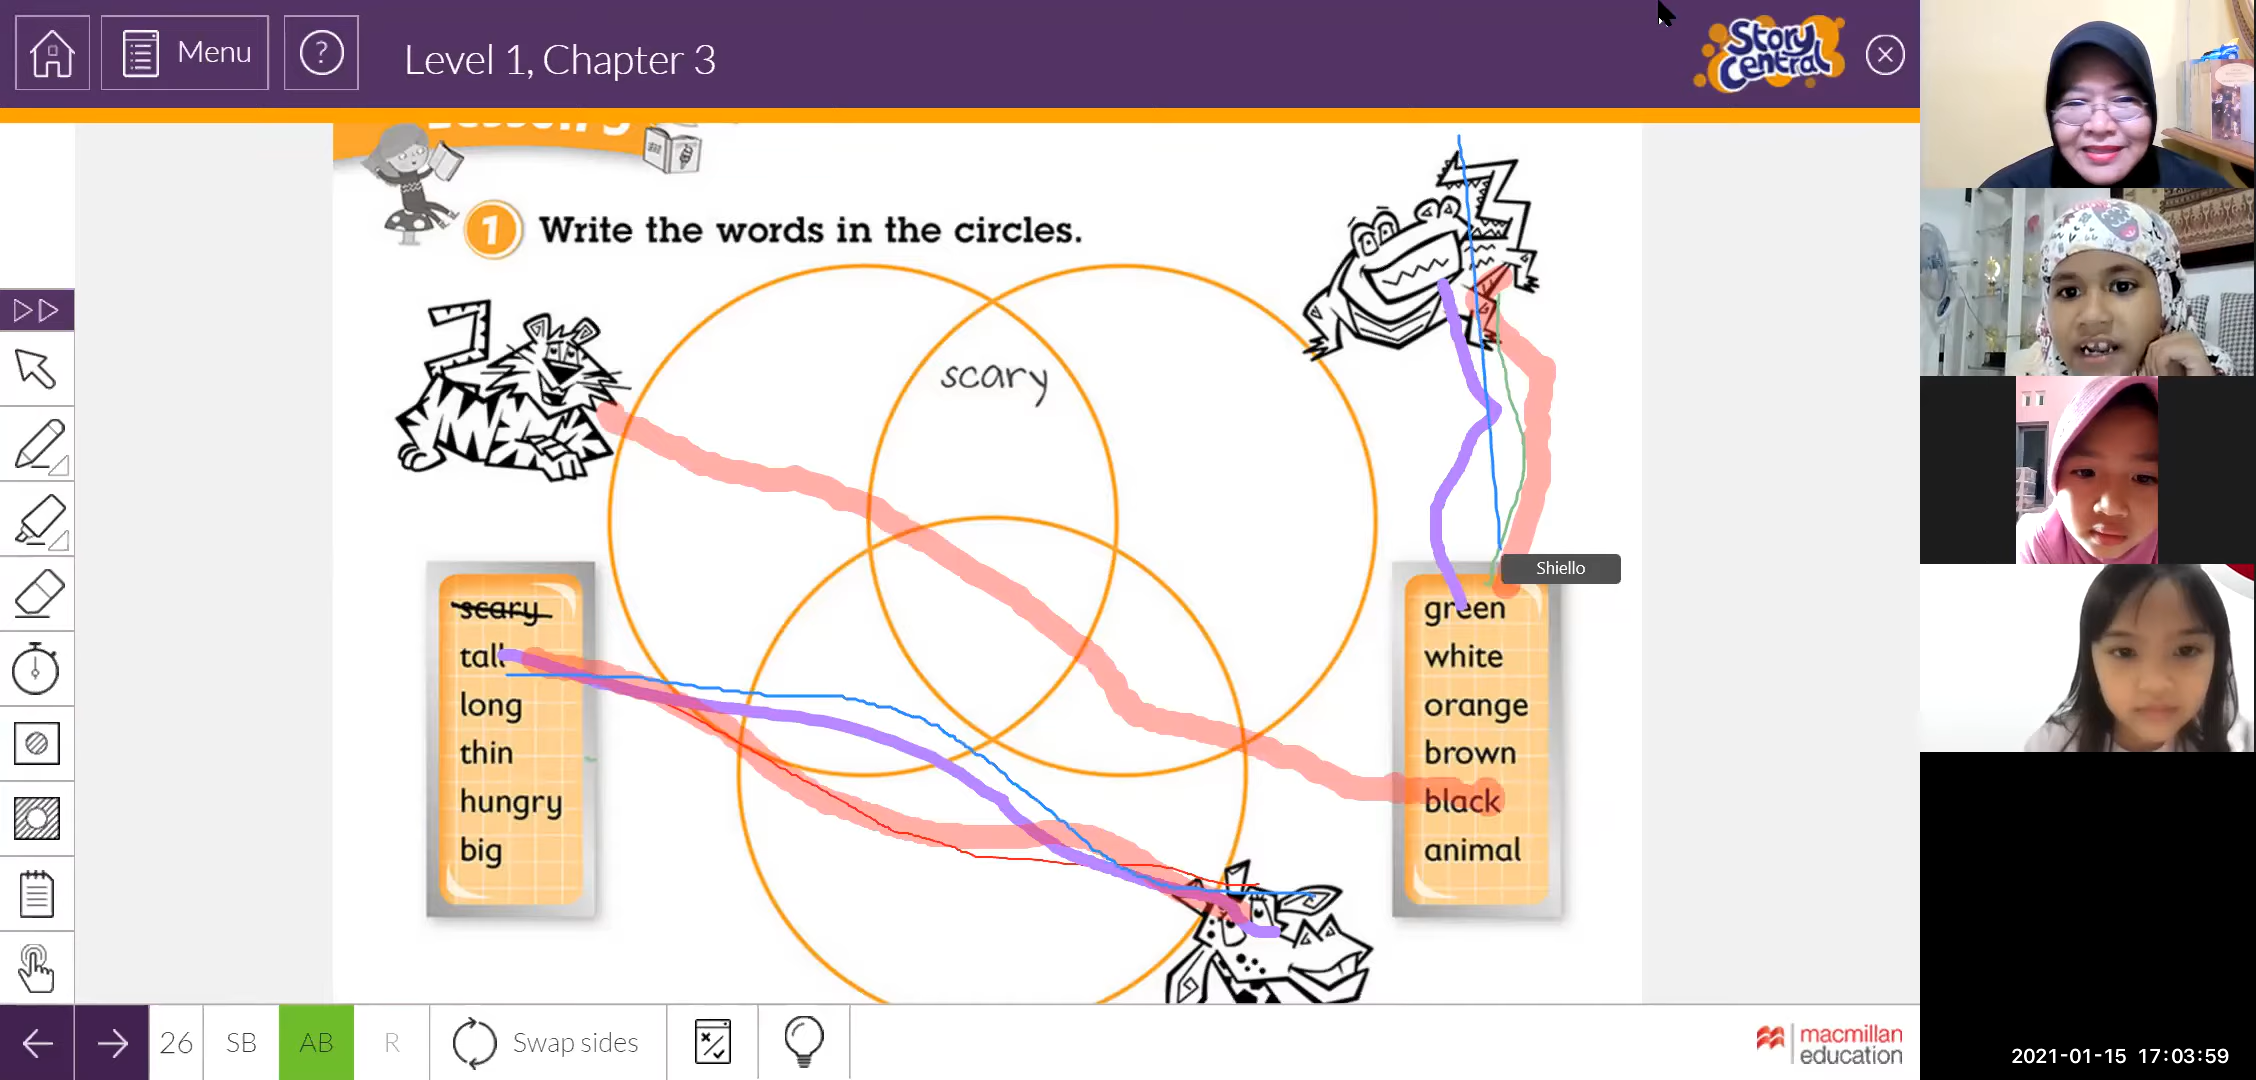 Menu
?
Level 1, Chapter 3
Story
Central
1 Write the words in the circles.
scary
scary
tall
long
thin
hungry
big
Shiello
green
white
orange
brown
black
animal
26
SB
AB
R
Swap sides
macmillan
education
2021-01-15 17:03:59